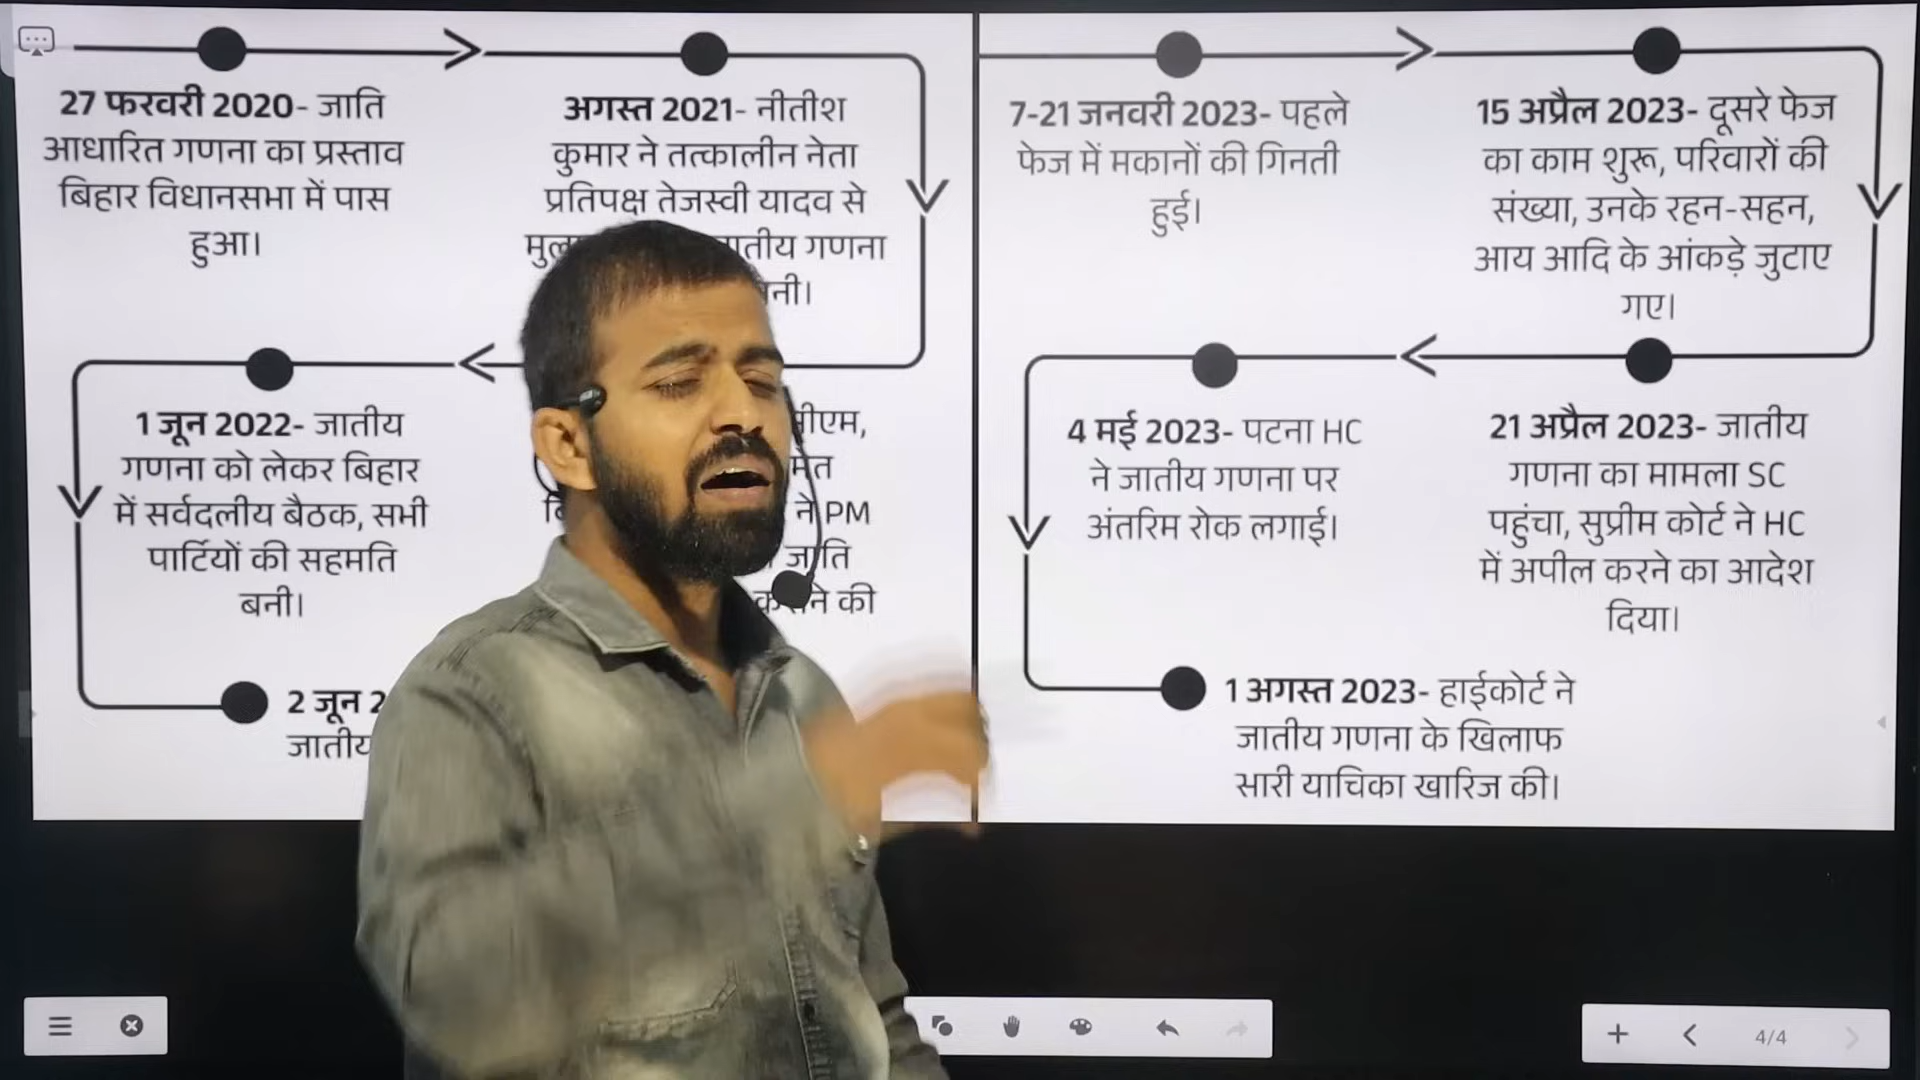 27 फरवरी 2020- जाति
आधारित गणना का प्रस्ताव
बिहार विधानसभा में पास
हुआ।
अगस्त 2021- नीतीश
कुमार ने तत्कालीन नेता
प्रतिपक्ष तेजस्वी यादव से
गणना
1 जून 2022- जातीय
गणना को लेकर बिहार
में सर्वदलीय बैठक, सभी
पार्टियों की सहमति
बनी।
ने PM
जाति
की
2 जून
जातीय
7-21 जनवरी 2023- पहले
फेज में मकानों की गिनती
हुई।
15 अप्रैल 2023- दूसरे फेज
का काम शुरू, परिवारों की
संख्या, उनके रहन-सहन,
आय आदि के आंकड़े जुटाए
गए।
4 मई 2023- पटना HC
ने जातीय गणना पर
अंतरिम रोक लगाई।
21 अप्रैल 2023- जातीय
गणना का मामला SC
पहुंचा, सुप्रीम कोर्ट ने HC
में अपील करने का आदेश
दिया।
1 अगस्त 2023- हाईकोर्ट ने
जातीय गणना के खिलाफ
सारी याचिका खारिज की।
4/4